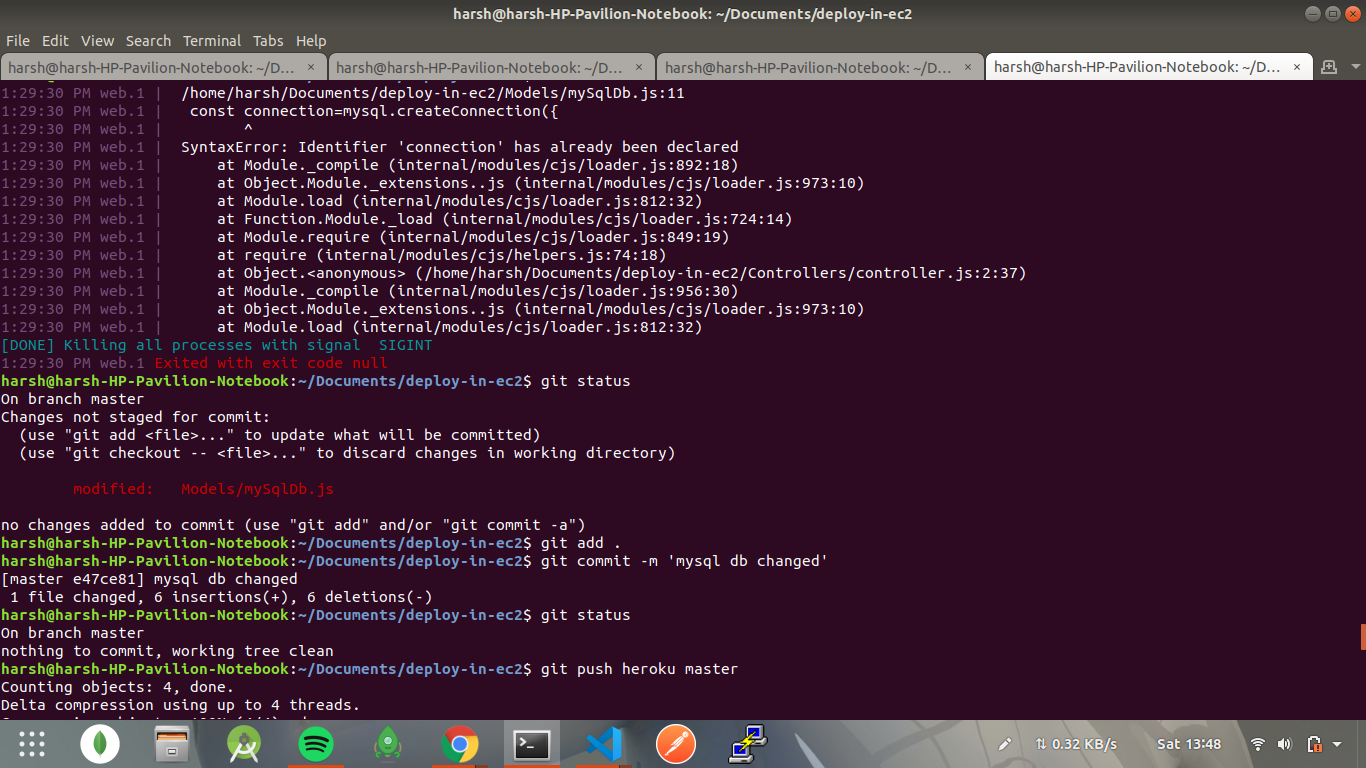 harsh@harsh-HP-Pavilion-Notebook: ~/Documents/deploy-in-ec2
File Edit View Search Terminal Tabs Help
harsh@harsh-HP-Pavilion-Notebook: ~/D... × harsh@harsh-HP-Pavilion-Notebook: ~/D... × harsh@harsh-HP-Pavilion-Notebook: ~/D... × harsh@harsh-HP-Pavilion-Notebook: ~/D... ×
1:29:30 PM web.1 |  /home/harsh/Documents/deploy-in-ec2/Models/mySqlDb.js:11
1:29:30 PM web.1 |   const connection=mysql.createConnection({
1:29:30 PM web.1 |         ^
1:29:30 PM web.1 |  SyntaxError: Identifier 'connection' has already been declared
1:29:30 PM web.1 |      at Module._compile (internal/modules/cjs/loader.js:892:18)
1:29:30 PM web.1 |      at Object.Module._extensions..js (internal/modules/cjs/loader.js:973:10)
1:29:30 PM web.1 |      at Module.load (internal/modules/cjs/loader.js:812:32)
1:29:30 PM web.1 |      at Function.Module._load (internal/modules/cjs/loader.js:724:14)
1:29:30 PM web.1 |      at Module.require (internal/modules/cjs/loader.js:849:19)
1:29:30 PM web.1 |      at require (internal/modules/cjs/helpers.js:74:18)
1:29:30 PM web.1 |      at Object.<anonymous> (/home/harsh/Documents/deploy-in-ec2/Controllers/controller.js:2:37)
1:29:30 PM web.1 |      at Module._compile (internal/modules/cjs/loader.js:956:30)
1:29:30 PM web.1 |      at Object.Module._extensions..js (internal/modules/cjs/loader.js:973:10)
1:29:30 PM web.1 |      at Module.load (internal/modules/cjs/loader.js:812:32)
[DONE] Killing all processes with signal  SIGINT
1:29:30 PM web.1 Exited with exit code null
harsh@harsh-HP-Pavilion-Notebook:~/Documents/deploy-in-ec2$ git status
On branch master
Changes not staged for commit:
  (use "git add <file>..." to update what will be committed)
  (use "git checkout -- <file>..." to discard changes in working directory)
        modified:   Models/mySqlDb.js
no changes added to commit (use "git add" and/or "git commit -a")
harsh@harsh-HP-Pavilion-Notebook:~/Documents/deploy-in-ec2$ git add .
harsh@harsh-HP-Pavilion-Notebook:~/Documents/deploy-in-ec2$ git commit -m 'mysql db changed'
[master e47ce81] mysql db changed
 1 file changed, 6 insertions(+), 6 deletions(-)
harsh@harsh-HP-Pavilion-Notebook:~/Documents/deploy-in-ec2$ git status
On branch master
nothing to commit, working tree clean
harsh@harsh-HP-Pavilion-Notebook:~/Documents/deploy-in-ec2$ git push heroku master
Counting objects: 4, done.
Delta compression using up to 4 threads.
0.32 KB/s Sat 13:48